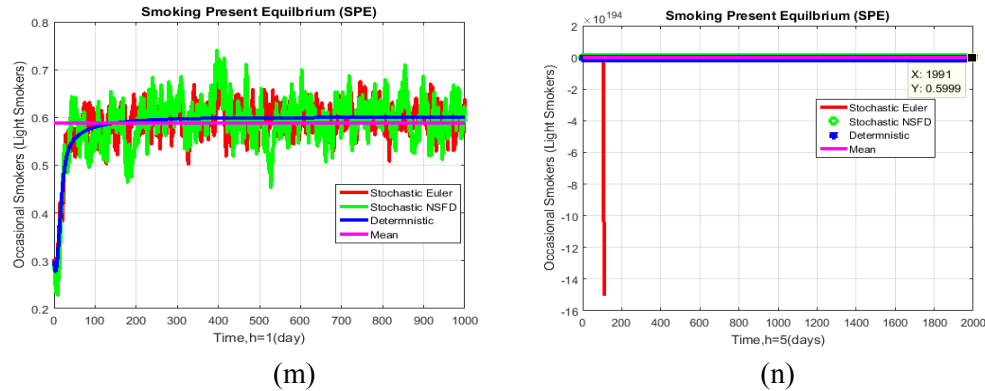 Smoking Present Equilbrium (SPE)
0.8
0.7
0.6
0.5
0.4
0.3
0.2
Occasional Smokers (Light Smokers)
Stochastic Euler
Stochastic NSFD
Determnistic
Mean
0 100 200 300 400 500 600 700 800 900 1000
Time,h=1(day)
(m)
Smoking Present Equilbrium (SPE)
× 10^194
2
0
-2
-4
-6
-8
-10
-12
-14
-16
Occasional Smokers (Light Smokers)
X: 1991
Y: 0.5999
Stochastic Euler
Stochastic NSFD
Determnistic
Mean
0 200 400 600 800 1000 1200 1400 1600 1800 2000
Time,h=5(days)
(n)